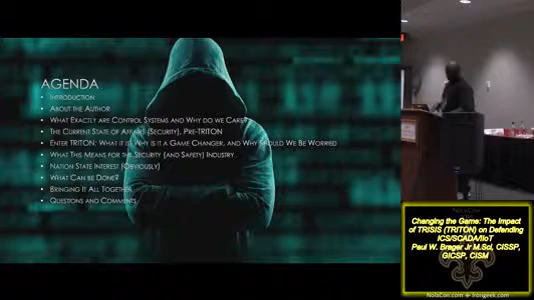 AGENDA
• INTRODUCTION
• ABOUT THE AUTHOR
• WHAT EXACTLY ARE CONTROL SYSTEMS AND WHY DO WE CARE?
• THE CURRENT STATE OF AFFAIRS (SECURITY), PRE-TRITON
• ENTER TRITON: WHAT IT IS, WHY IS IT A GAME CHANGER, AND WHY SHOULD WE BE WORRIED
• WHAT THIS MEANS FOR THE SECURITY (AND SAFETY) INDUSTRY
• NATION STATE INTEREST (OBVIOUSLY)
• WHAT CAN BE DONE?
• BRINGING IT ALL TOGETHER
• QUESTIONS AND COMMENTS
Changing the Game: The Impact
of TRISIS (TRITON) on Defending
ICS/SCADA/IIoT
Paul W. Brager Jr M.Sci, CISSP,
GICSP, CISM
NolaCon.com & Irongeek.com